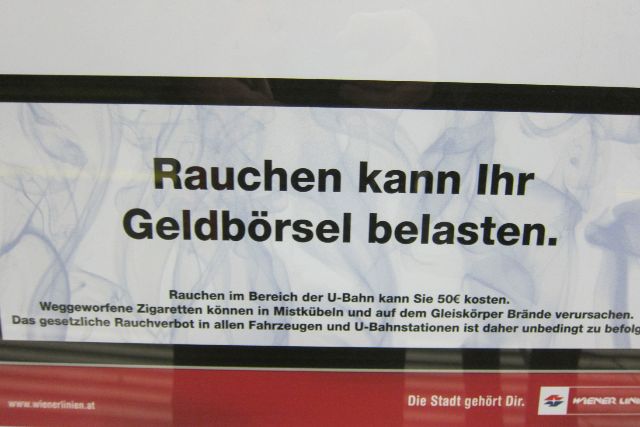 Rauchen kann Ihr
Geldbörsel belasten.
Rauchen im Bereich der U-Bahn kann Sie 50€ kosten.
Weggeworfene Zigaretten können in Mistkübeln und auf dem Gleiskörper Brände verursachen.
Das gesetzliche Rauchverbot in allen Fahrzeugen und U-Bahnstationen ist daher unbedingt zu befolg
www.wienerlinien.at
Die Stadt gehört Dir.
WIENER LINI